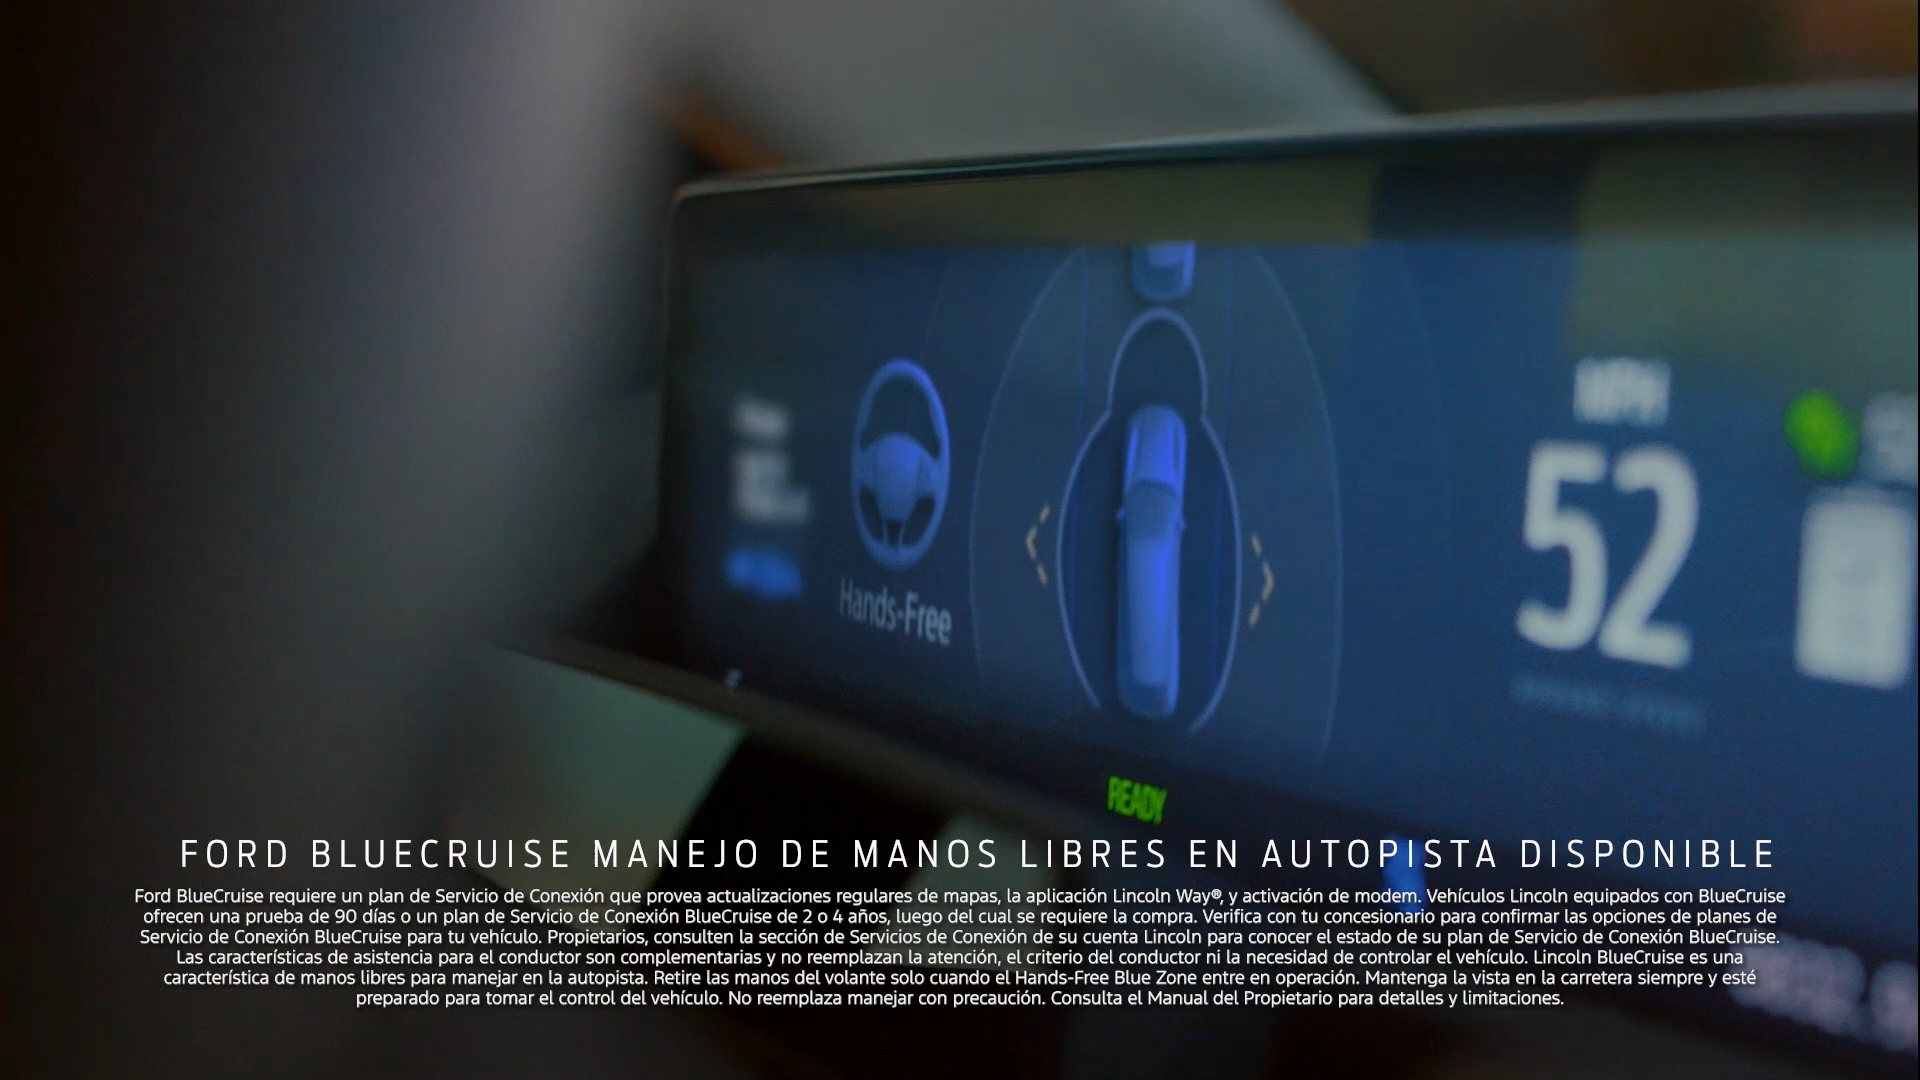 MPH
52
Hands-Free
READY
FORD BLUECRUISE MANEJO DE MANOS LIBRES EN AUTOPISTA DISPONIBLE
Ford BlueCruise requiere un plan de Servicio de Conexión que provea actualizaciones regulares de mapas, la aplicación Lincoln Way®, y activación de modem. Vehículos Lincoln equipados con BlueCruise
ofrecen una prueba de 90 días o un plan de Servicio de Conexión BlueCruise de 2 o 4 años, luego del cual se requiere la compra. Verifica con tu concesionario para confirmar las opciones de planes de
Servicio de Conexión BlueCruise para tu vehículo. Propietarios, consulten la sección de Servicios de Conexión de su cuenta Lincoln para conocer el estado de su plan de Servicio de Conexión BlueCruise.
Las características de asistencia para el conductor son complementarias y no reemplazan la atención, el criterio del conductor ni la necesidad de controlar el vehículo. Lincoln BlueCruise es una
característica de manos libres para manejar en la autopista. Retire las manos del volante solo cuando el Hands-Free Blue Zone entre en operación. Mantenga la vista en la carretera siempre y esté
preparado para tomar el control del vehículo. No reemplaza manejar con precaución. Consulta el Manual del Propietario para detalles y limitaciones.